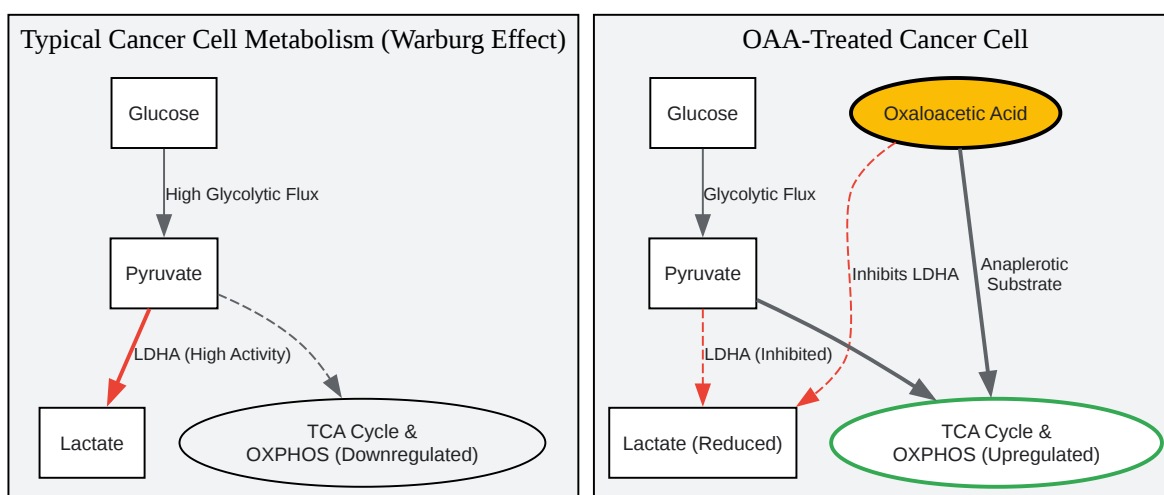 Typical Cancer Cell Metabolism (Warburg Effect)
Glucose
High Glycolytic Flux
Pyruvate
LDHA (High Activity)
Lactate
TCA Cycle &
OXPHOS (Downregulated)
OAA-Treated Cancer Cell
Glucose
Oxaloacetic Acid
Glycolytic Flux
Pyruvate
Inhibits LDHA
Anaplerotic
Substrate
LDHA (Inhibited)
Lactate (Reduced)
TCA Cycle &
OXPHOS (Upregulated)